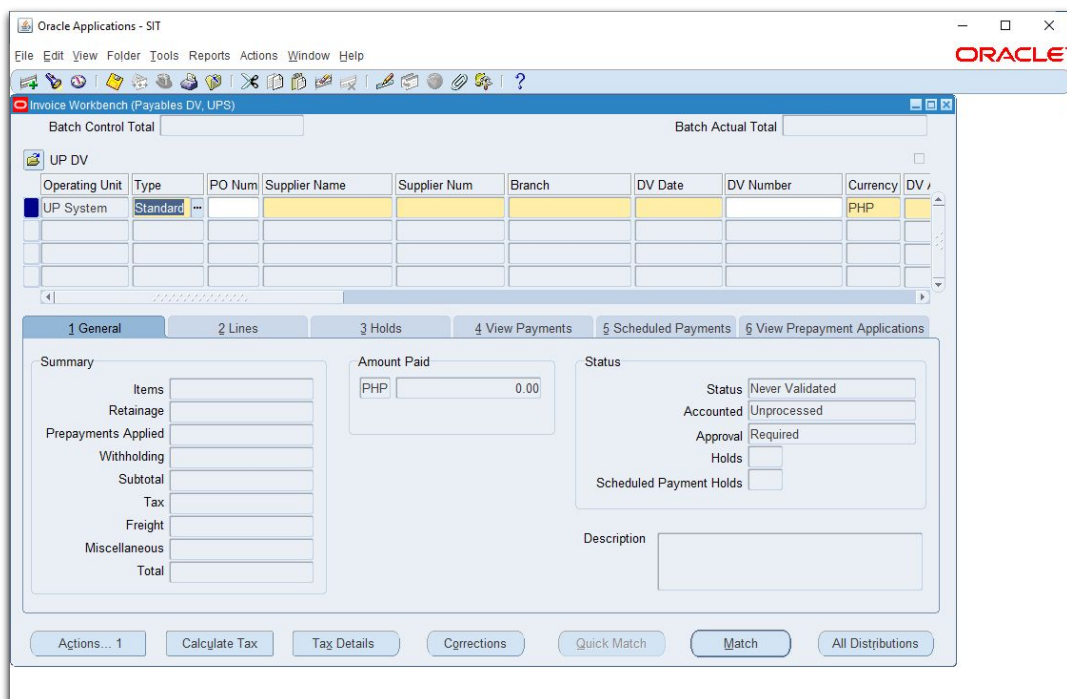 Oracle Applications - SIT
File Edit View Folder Tools Reports Actions Window Help
ORACLE
Invoice Workbench (Payables DV, UPS)
Batch Control Total Batch Actual Total
UP DV
Operating Unit Type PO Num Supplier Name Supplier Num Branch DV Date DV Number Currency DV
UP System Standard ... PHP
1 General 2 Lines 3 Holds 4 View Payments 5 Scheduled Payments 6 View Prepayment Applications
Summary Amount Paid Status
Items PHP 0.00 Status Never Validated
Retainage Accounted Unprocessed
Prepayments Applied Approval Required
Withholding Holds
Subtotal Scheduled Payment Holds
Tax
Freight
Description
Miscellaneous
Total
Actions... 1 Calculate Tax Tax Details Corrections Quick Match Match All Distributions